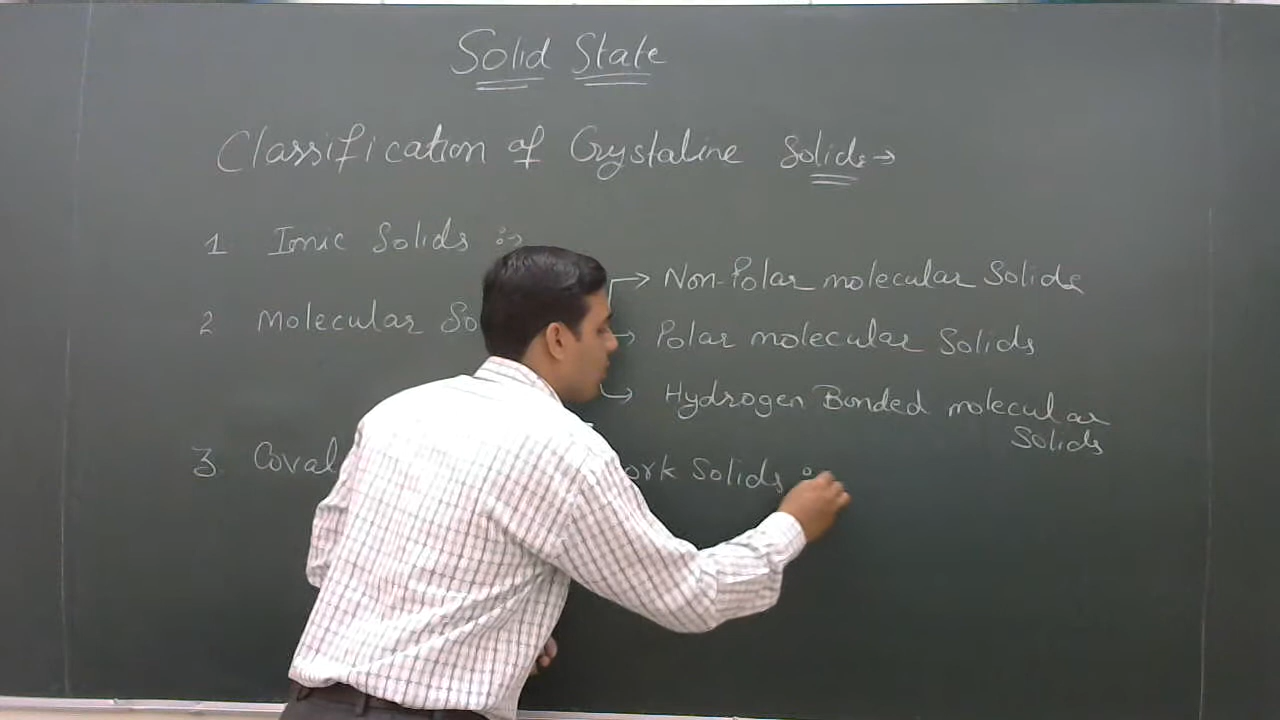 Solid State
Classification of Crystaline Solids →
1 Ionic Solids :→
→ Non-Polar molecular Solids
2 Molecular So
→ Polar molecular Solids
→ Hydrogen Bonded molecular
Solids
3. Coval ork Solids :